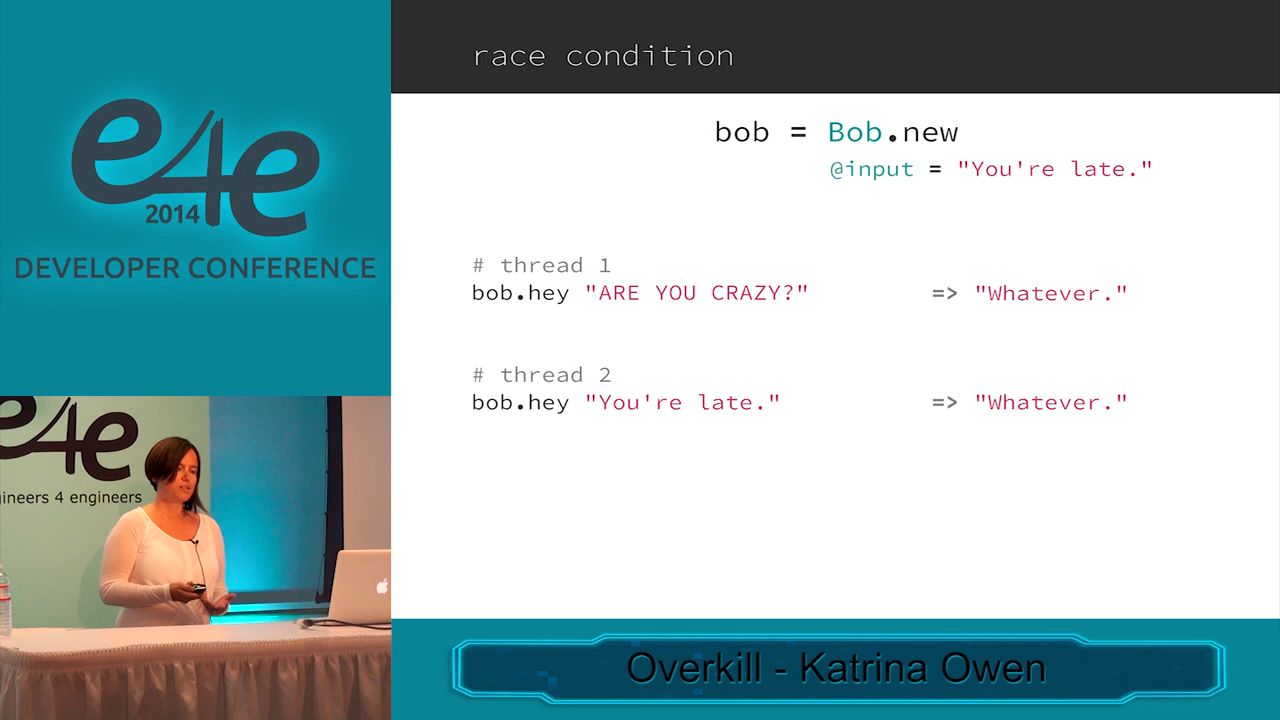 e4e
2014
DEVELOPER CONFERENCE
race condition
bob = Bob.new
@input = "You're late."
# thread 1
bob.hey "ARE YOU CRAZY?" => "Whatever."
# thread 2
bob.hey "You're late." => "Whatever."
e4e
gineers 4 engineers
Overkill - Katrina Owen